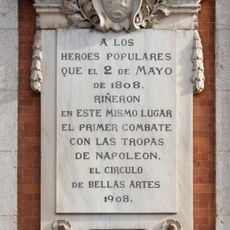 A LOS
HEROES POPULARES
QUE EL 2 DE MAYO
DE 1808.
RIÑERON
EN ESTE MISMO LUGAR
EL PRIMER COMBATE
CON LAS TROPAS
DE NAPOLEON,
EL CIRCULO
DE BELLAS ARTES
1908.